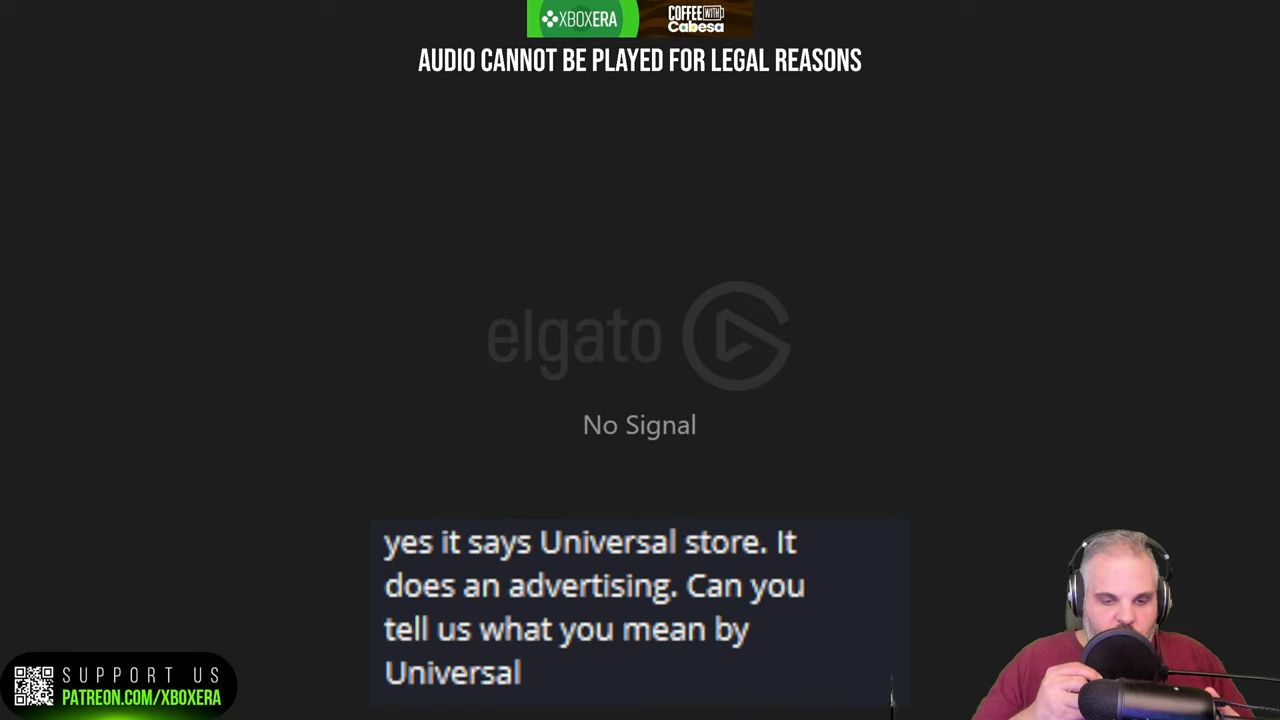 XBOXERA
COFFEE WITH
Cabesa
AUDIO CANNOT BE PLAYED FOR LEGAL REASONS
elgato
No Signal
yes it says Universal store. It
does an advertising. Can you
tell us what you mean by
Universal
SUPPORT US
PATREON.COM/XBOXERA